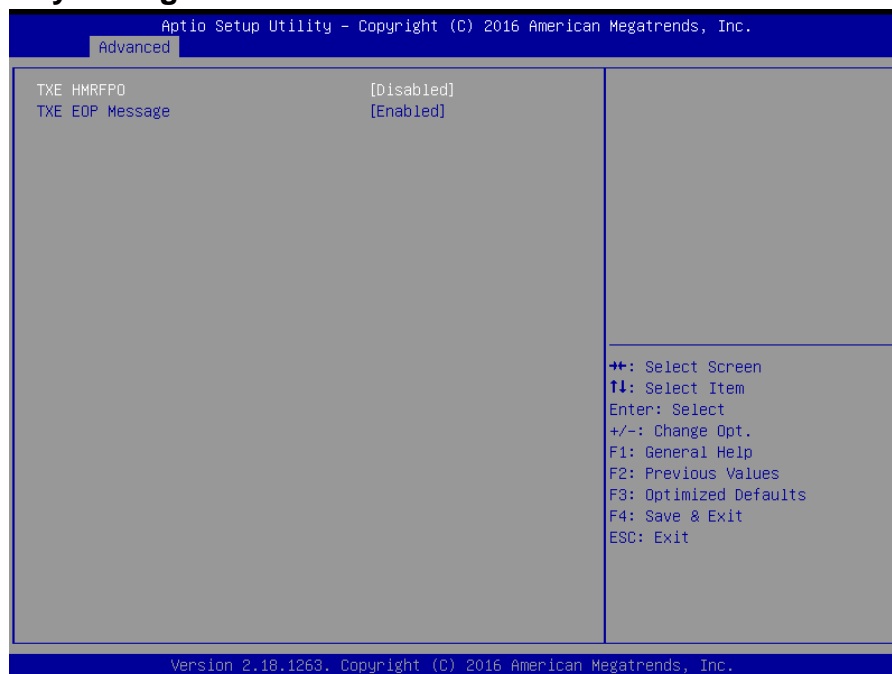 Aptio Setup Utility – Copyright (C) 2016 American Megatrends, Inc.
Advanced
TXE HMRFPO [Disabled]
TXE EOP Message [Enabled]
→←: Select Screen
↑↓: Select Item
Enter: Select
+/-: Change Opt.
F1: General Help
F2: Previous Values
F3: Optimized Defaults
F4: Save & Exit
ESC: Exit
Version 2.18.1263. Copyright (C) 2016 American Megatrends, Inc.